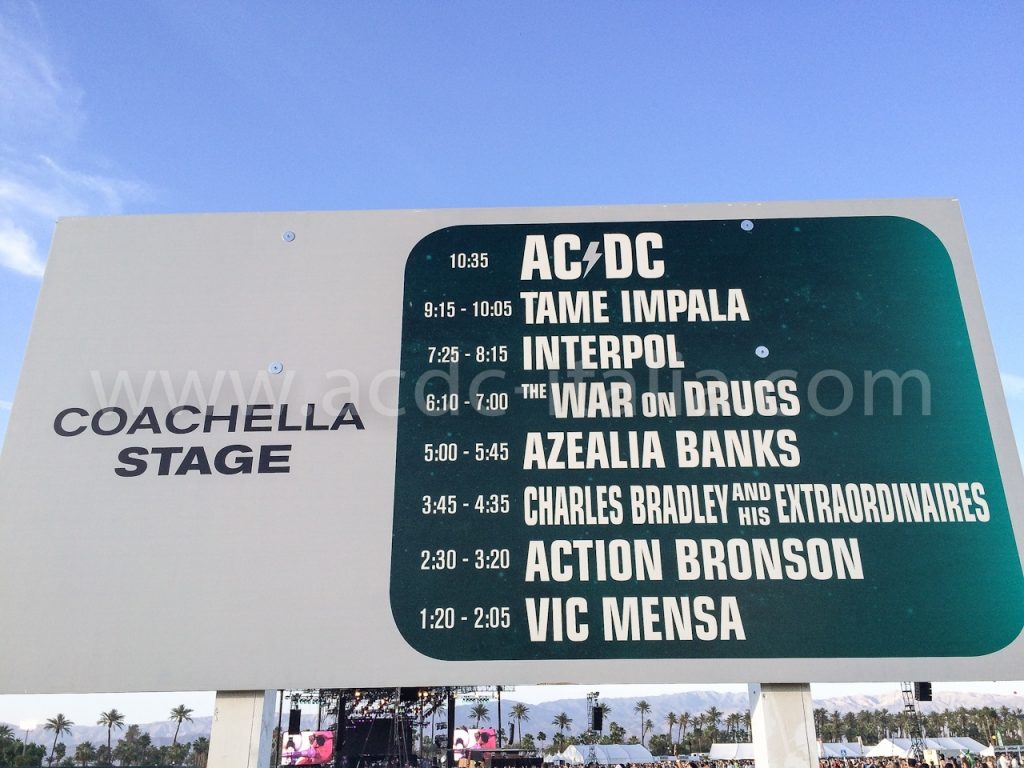 10:35 AC⚡DC
9:15 - 10:05 TAME IMPALA
7:25 - 8:15 INTERPOL
www.acdc-italia.com
6:10 - 7:00 THE WAR ON DRUGS
COACHELLA
STAGE
5:00 - 5:45 AZEALIA BANKS
3:45 - 4:35 CHARLES BRADLEY AND HIS EXTRAORDINAIRES
2:30 - 3:20 ACTION BRONSON
1:20 - 2:05 VIC MENSA